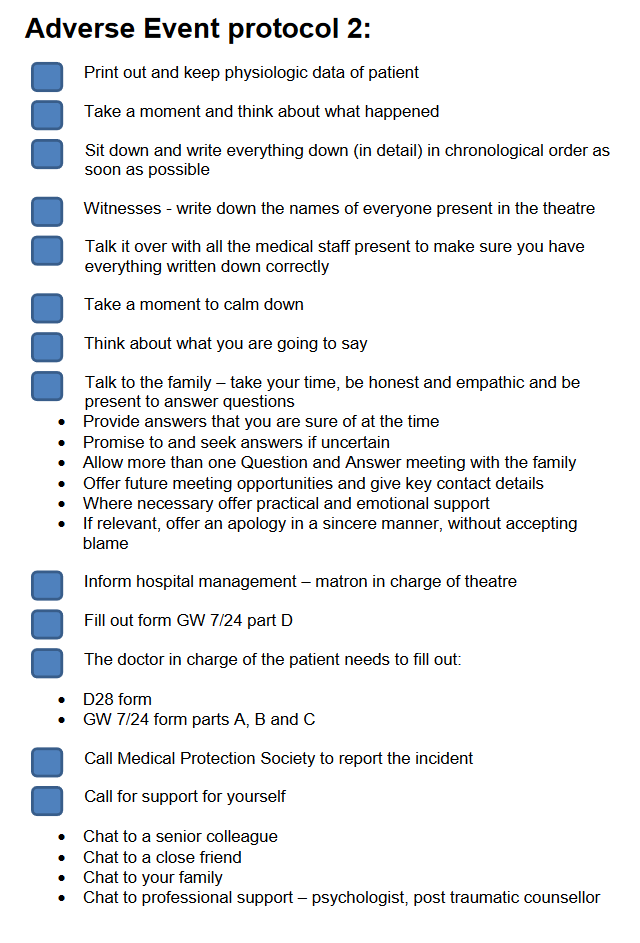 Adverse Event protocol 2:
Print out and keep physiologic data of patient
Take a moment and think about what happened
Sit down and write everything down (in detail) in chronological order as
soon as possible
Witnesses - write down the names of everyone present in the theatre
Talk it over with all the medical staff present to make sure you have
everything written down correctly
Take a moment to calm down
Think about what you are going to say
Talk to the family – take your time, be honest and empathic and be
present to answer questions
• Provide answers that you are sure of at the time
• Promise to and seek answers if uncertain
• Allow more than one Question and Answer meeting with the family
• Offer future meeting opportunities and give key contact details
• Where necessary offer practical and emotional support
• If relevant, offer an apology in a sincere manner, without accepting
blame
Inform hospital management – matron in charge of theatre
Fill out form GW 7/24 part D
The doctor in charge of the patient needs to fill out:
• D28 form
• GW 7/24 form parts A, B and C
Call Medical Protection Society to report the incident
Call for support for yourself
• Chat to a senior colleague
• Chat to a close friend
• Chat to your family
• Chat to professional support – psychologist, post traumatic counsellor